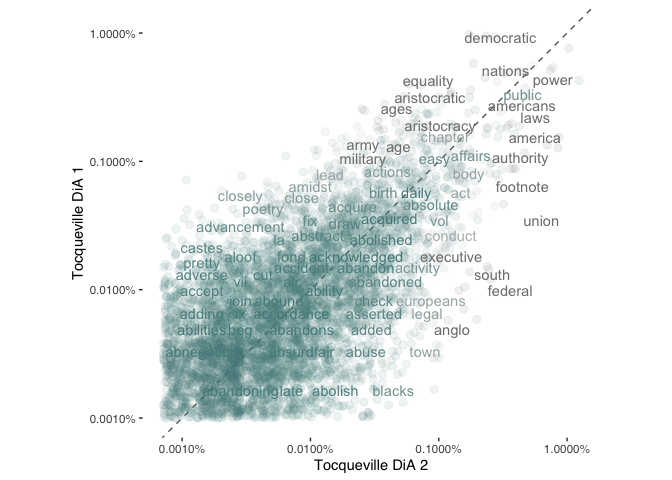 1.0000%
democratic
nations
equality
power
aristocratic
public
ages
americans
laws
aristocracy
chapter
america
army
age
military
easy
affairs
authority
lead
actions
body
amidst
footnote
closely
close
birth
daily
act
poetry
acquire
absolute
fix
draw
acquired
vol
union
advancement
la
abstract
abolished
conduct
castes
aloof
fond
acknowledged
executive
pretty
accident
abandon
activity
adverse
vii
cut
abandoned
south
accept
ability
federal
join
abound
check
europeans
adding
ix
accordance
asserted
legal
abilities
beg
abandons
added
anglo
absurd
fair
abuse
town
abandoning
late
abolish
blacks
0.1000%
0.0100%
0.0010%
Tocqueville DiA 1
0.0010%
0.0100%
0.1000%
1.0000%
Tocqueville DiA 2